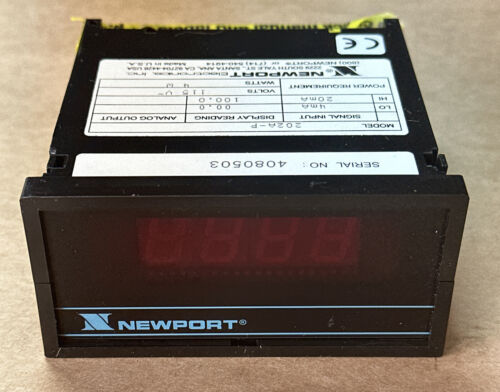 NEWPORT Electronics, Inc.
2229 SOUTH YALE ST., SANTA ANA, CA 92704-4426 USA
(800) NEWPORT® or (714) 540-4914
Made in U.S.A.
CE
POWER REQUIREMENT
115 V~ VOLTS
4 W WATTS
MODEL 202A-P
SIGNAL INPUT DISPLAY READING ANALOG OUTPUT
LO 4mA 00.0
HI 20mA 100.0
SERIAL NO: 4080503
NEWPORT®